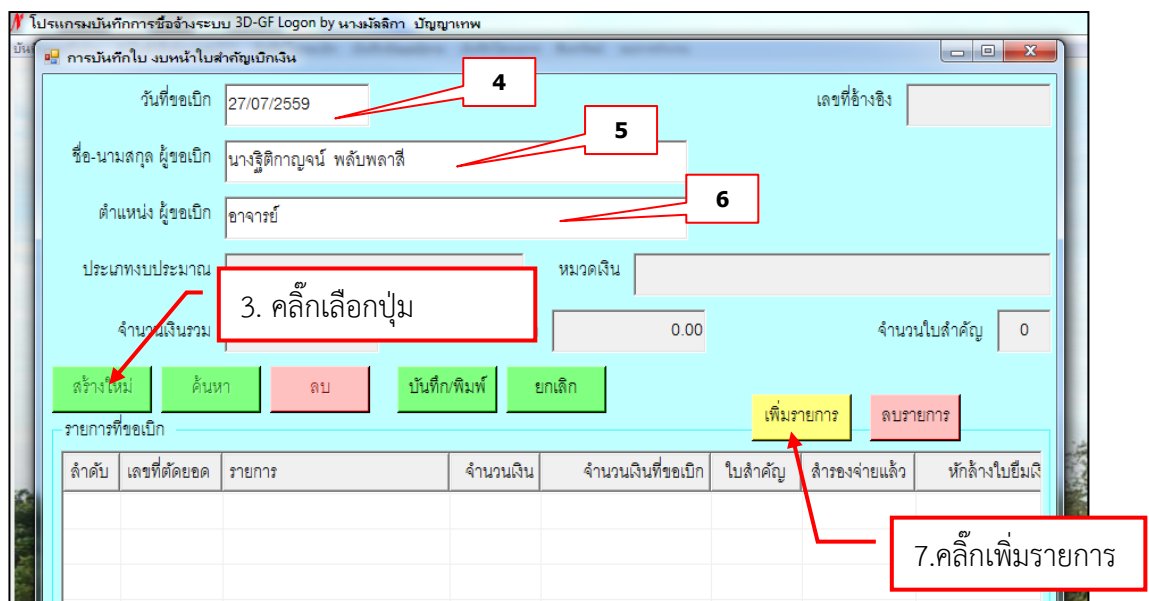 โปรแกรมบันทึกการซื้อจ้างระบบ 3D-GF Logon by นางมัลลิกา ปัญญาเทพ
การบันทึกใบ งบหน้าใบสำคัญเบิกเงิน
4
วันที่ขอเบิก 27/07/2559 เลขที่อ้างอิง
5
ชื่อ-นามสกุล ผู้ขอเบิก นางฐิติกาญจน์ พลับพลาสี
6
ตำแหน่ง ผู้ขอเบิก อาจารย์
ประเภทงบประมาณ หมวดเงิน
3. คลิ๊กเลือกปุ่ม
จำนวนเงินรวม 0.00 จำนวนใบสำคัญ 0
สร้างใหม่ ค้นหา ลบ บันทึก/พิมพ์ ยกเลิก
เพิ่มรายการ ลบรายการ
รายการที่ขอเบิก
ลำดับ เลขที่ตัดยอด รายการ จำนวนเงิน จำนวนเงินที่ขอเบิก ใบสำคัญ สำรองจ่ายแล้ว หักล้างใบยืมเงิ
7.คลิ๊กเพิ่มรายการ